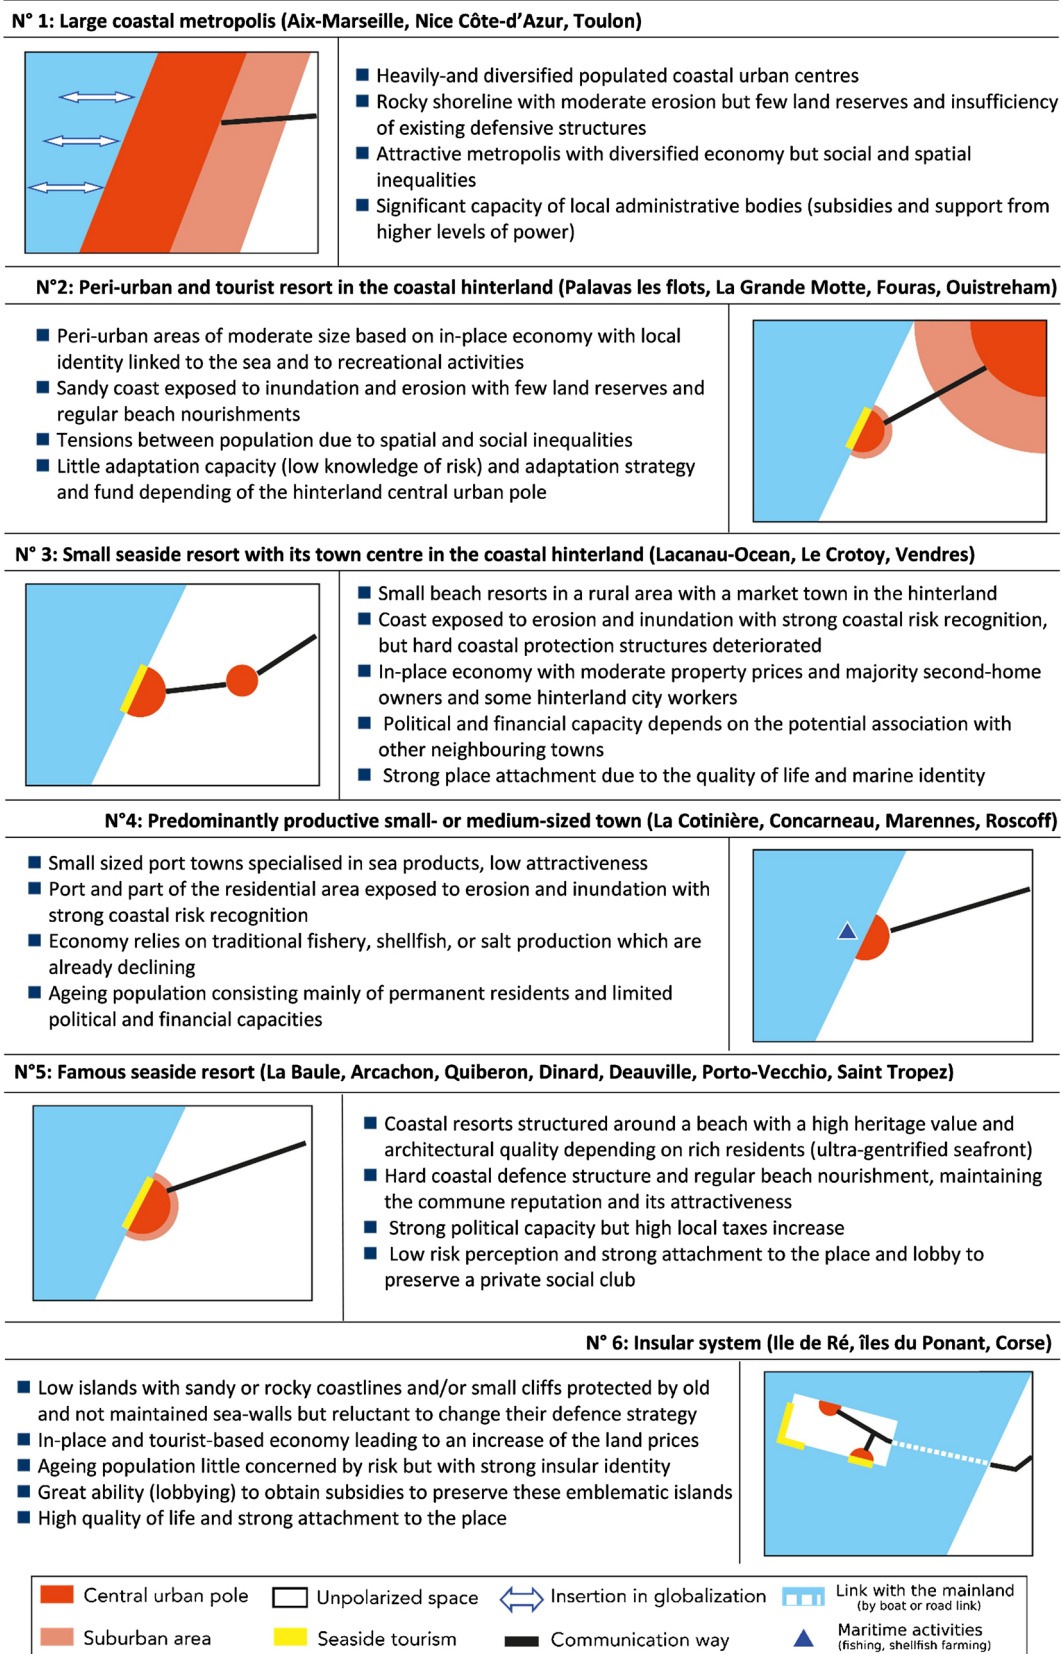 N° 1: Large coastal metropolis (Aix-Marseille, Nice Côte-d’Azur, Toulon)
■ Heavily-and diversified populated coastal urban centres
■ Rocky shoreline with moderate erosion but few land reserves and insufficiency
of existing defensive structures
■ Attractive metropolis with diversified economy but social and spatial
inequalities
■ Significant capacity of local administrative bodies (subsidies and support from
higher levels of power)
N°2: Peri-urban and tourist resort in the coastal hinterland (Palavas les flots, La Grande Motte, Fouras, Ouistreham)
■ Peri-urban areas of moderate size based on in-place economy with local
identity linked to the sea and to recreational activities
■ Sandy coast exposed to inundation and erosion with few land reserves and
regular beach nourishments
■ Tensions between population due to spatial and social inequalities
■ Little adaptation capacity (low knowledge of risk) and adaptation strategy
and fund depending of the hinterland central urban pole
N° 3: Small seaside resort with its town centre in the coastal hinterland (Lacanau-Ocean, Le Crotoy, Vendres)
■ Small beach resorts in a rural area with a market town in the hinterland
■ Coast exposed to erosion and inundation with strong coastal risk recognition,
but hard coastal protection structures deteriorated
■ In-place economy with moderate property prices and majority second-home
owners and some hinterland city workers
■ Political and financial capacity depends on the potential association with
other neighbouring towns
■ Strong place attachment due to the quality of life and marine identity
N°4: Predominantly productive small- or medium-sized town (La Cotinière, Concarneau, Marennes, Roscoff)
■ Small sized port towns specialised in sea products, low attractiveness
■ Port and part of the residential area exposed to erosion and inundation with
strong coastal risk recognition
■ Economy relies on traditional fishery, shellfish, or salt production which are
already declining
■ Ageing population consisting mainly of permanent residents and limited
political and financial capacities
N°5: Famous seaside resort (La Baule, Arcachon, Quiberon, Dinard, Deauville, Porto-Vecchio, Saint Tropez)
■ Coastal resorts structured around a beach with a high heritage value and
architectural quality depending on rich residents (ultra-gentrified seafront)
■ Hard coastal defence structure and regular beach nourishment, maintaining
the commune reputation and its attractiveness
■ Strong political capacity but high local taxes increase
■ Low risk perception and strong attachment to the place and lobby to
preserve a private social club
N° 6: Insular system (Ile de Ré, îles du Ponant, Corse)
■ Low islands with sandy or rocky coastlines and/or small cliffs protected by old
and not maintained sea-walls but reluctant to change their defence strategy
■ In-place and tourist-based economy leading to an increase of the land prices
■ Ageing population little concerned by risk but with strong insular identity
■ Great ability (lobbying) to obtain subsidies to preserve these emblematic islands
■ High quality of life and strong attachment to the place
Central urban pole
Unpolarized space
Insertion in globalization
Link with the mainland
(by boat or road link)
Suburban area
Seaside tourism
Communication way
Maritime activities
(fishing, shellfish farming)